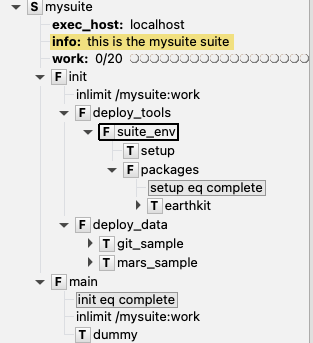 S mysuite
exec_host: localhost
info: this is the mysuite suite
work: 0/20
F init
inlimit /mysuite:work
F deploy_tools
F suite_env
T setup
F packages
setup eq complete
T earthkit
F deploy_data
T git_sample
T mars_sample
F main
init eq complete
inlimit /mysuite:work
T dummy